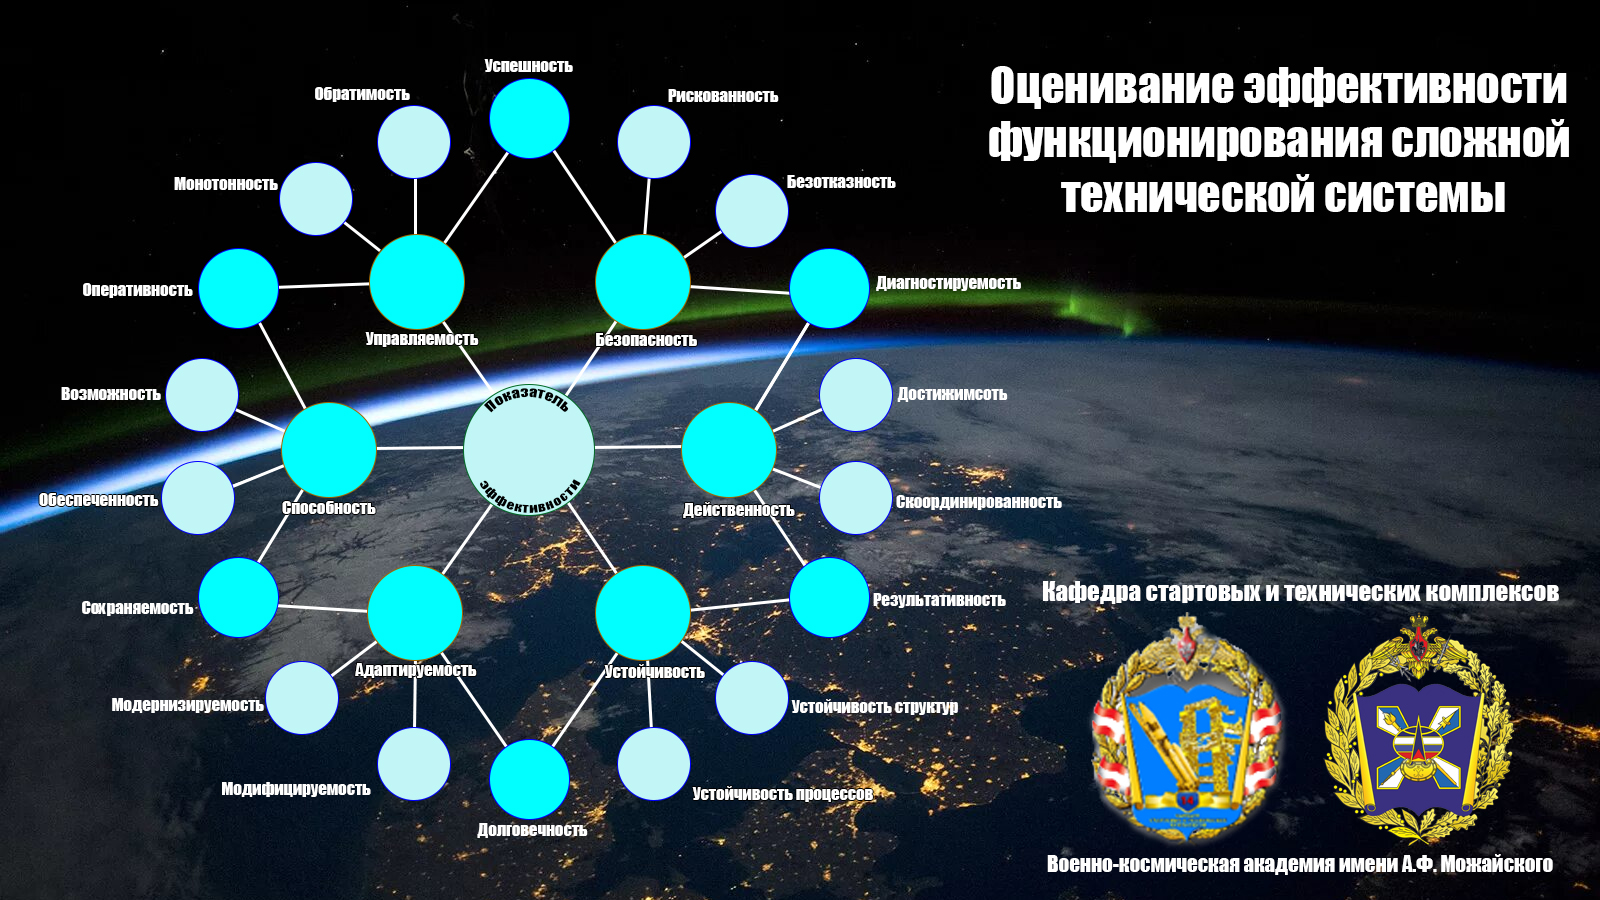 Оценивание эффективности
функционирования сложной
технической системы
Успешность
Обратимость
Рискованность
Монотонность
Безотказность
Оперативность
Диагностируемость
Управляемость
Безопасность
Возможность
Показатель
эффективности
Достижимсоть
Обеспеченность
Способность
Действенность
Скоординированность
Сохраняемость
Результативность
Адаптируемость
Устойчивость
Модернизируемость
Устойчивость структур
Модифицируемость
Устойчивость процессов
Долговечность
Кафедра стартовых и технических комплексов
Военно-космическая академия имени А.Ф. Можайского